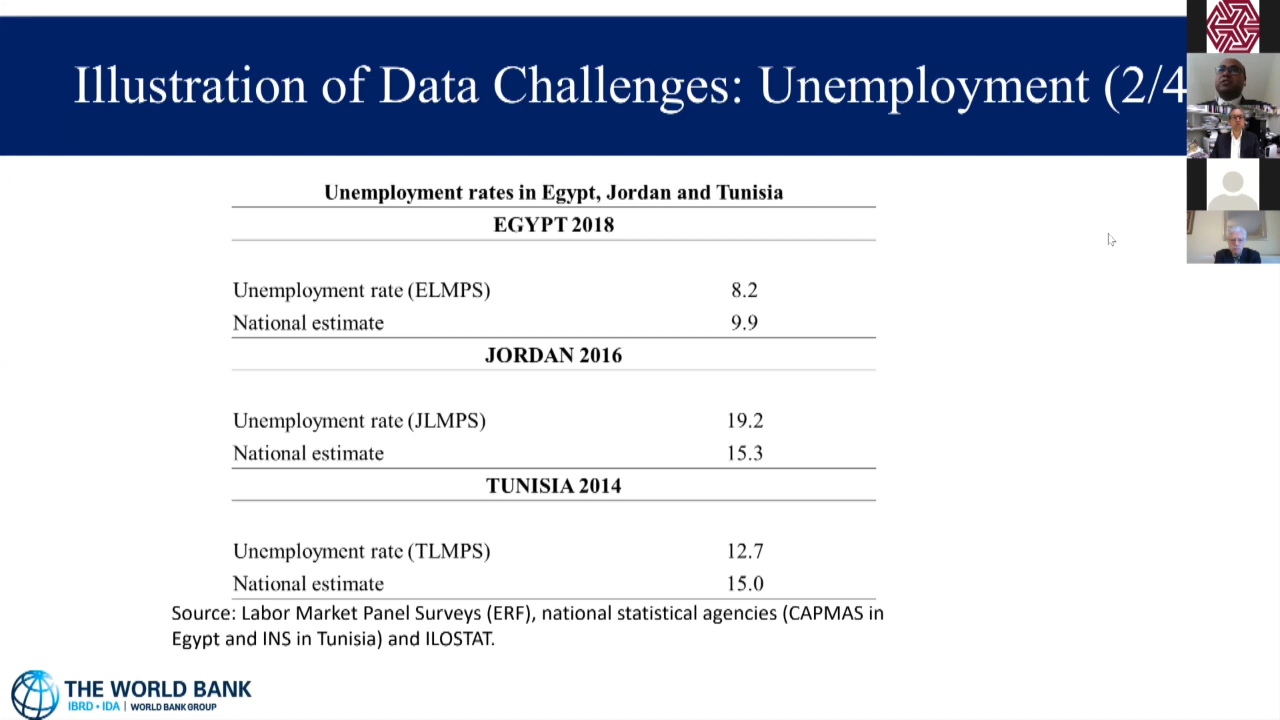 Illustration of Data Challenges: Unemployment (2/4
Unemployment rates in Egypt, Jordan and Tunisia
EGYPT 2018
Unemployment rate (ELMPS) 8.2
National estimate 9.9
JORDAN 2016
Unemployment rate (JLMPS) 19.2
National estimate 15.3
TUNISIA 2014
Unemployment rate (TLMPS) 12.7
National estimate 15.0
Source: Labor Market Panel Surveys (ERF), national statistical agencies (CAPMAS in
Egypt and INS in Tunisia) and ILOSTAT.
THE WORLD BANK
IBRD • IDA | WORLD BANK GROUP